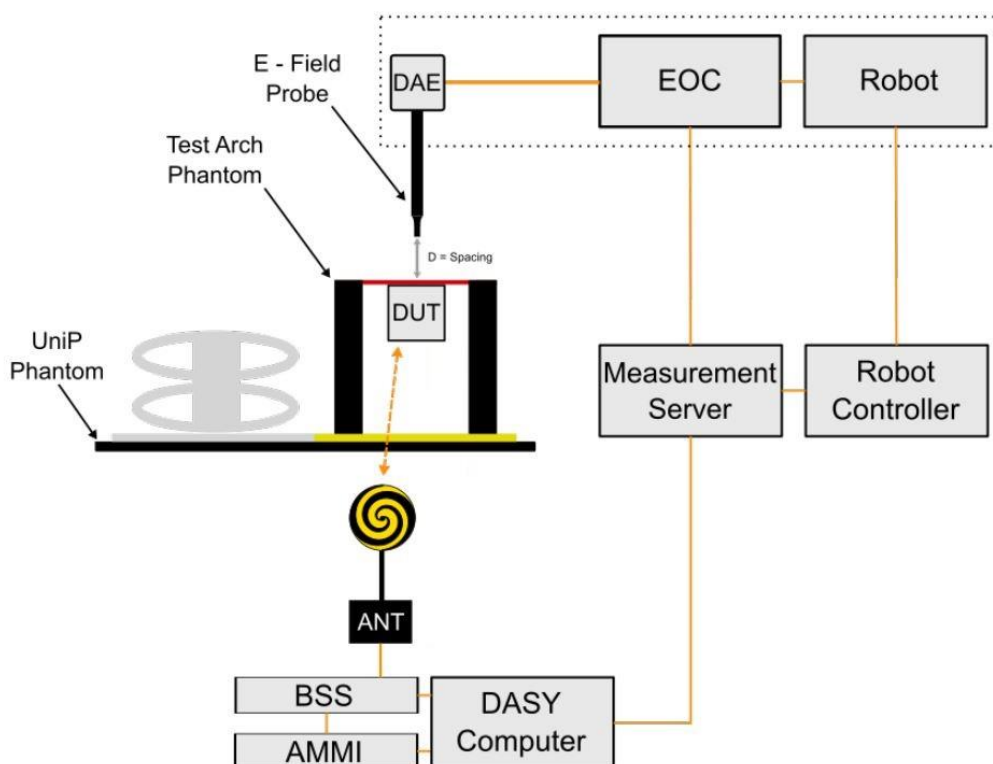 E - Field
Probe
DAE
EOC
Robot
Test Arch
Phantom
D = Spacing
DUT
UniP
Phantom
Measurement
Server
Robot
Controller
ANT
BSS
DASY
Computer
AMMI